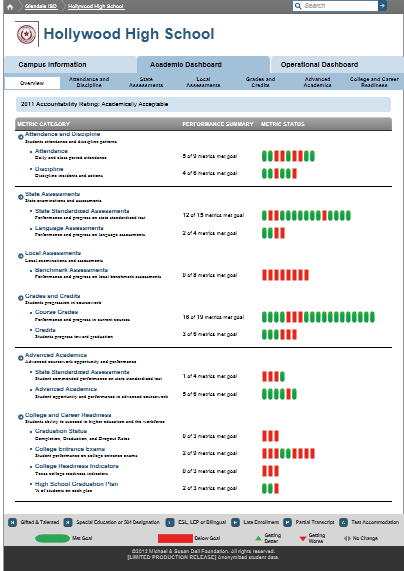 Glendale ISD
Hollywood High School
Search
Hollywood High School
Campus Information
Academic Dashboard
Operational Dashboard
Overview
Attendance and Discipline
State Assessments
Local Assessments
Grades and Credits
Advanced Academics
College and Career Readiness
2011 Accountability Rating: Academically Acceptable
METRIC CATEGORY PERFORMANCE SUMMARY METRIC STATUS
Attendance and Discipline
Students attendance and discipline patterns
Attendance
Daily and class period attendance
5 of 9 metrics met goal
Discipline
Discipline incidents and actions
4 of 6 metrics met goal
State Assessments
State examinations and assessments
State Standardized Assessments
Performance and progress on state standardized test
12 of 15 metrics met goal
Language Assessments
Performance and progress on language assessments
2 of 4 metrics met goal
Local Assessments
Local examinations and assessments
Benchmark Assessments
Performance and progress on local benchmark assessments
0 of 8 metrics met goal
Grades and Credits
Student progression in coursework
Course Grades
Performance and progress in current courses
16 of 19 metrics met goal
Credits
Students progress toward graduation
3 of 6 metrics met goal
Advanced Academics
Advanced coursework opportunity and performance
State Standardized Assessments
Student commended performance on state standardized test
1 of 4 metrics met goal
Advanced Academics
Student opportunity and performance in advanced coursework
5 of 6 metrics met goal
College and Career Readiness
Students ability to succeed in higher education and the workforce
Graduation Status
Completion, Graduation, and Dropout Rates
0 of 3 metrics met goal
College Entrance Exams
Student performance on college entrance exams
2 of 9 metrics met goal
College Readiness Indicators
Texas college readiness indicators
0 of 3 metrics met goal
High School Graduation Plan
% of students on each plan
2 of 3 metrics met goal
Gifted & Talented
Special Education or 504 Designation
ESL, LEP or Bilingual
Late Enrollment
Partial Transcript
Test Accommodation
Met Goal
Below Goal
Getting Better
Getting Worse
No Change
©2012 Michael & Susan Dell Foundation. All rights reserved.
[LIMITED PRODUCTION RELEASE] Anonymized student data.